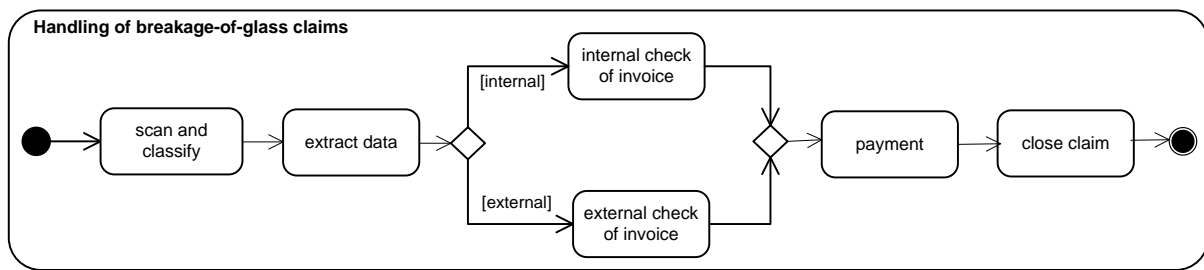 Handling of breakage-of-glass claims
scan and
classify
extract data
[internal]
internal check
of invoice
[external]
external check
of invoice
payment
close claim